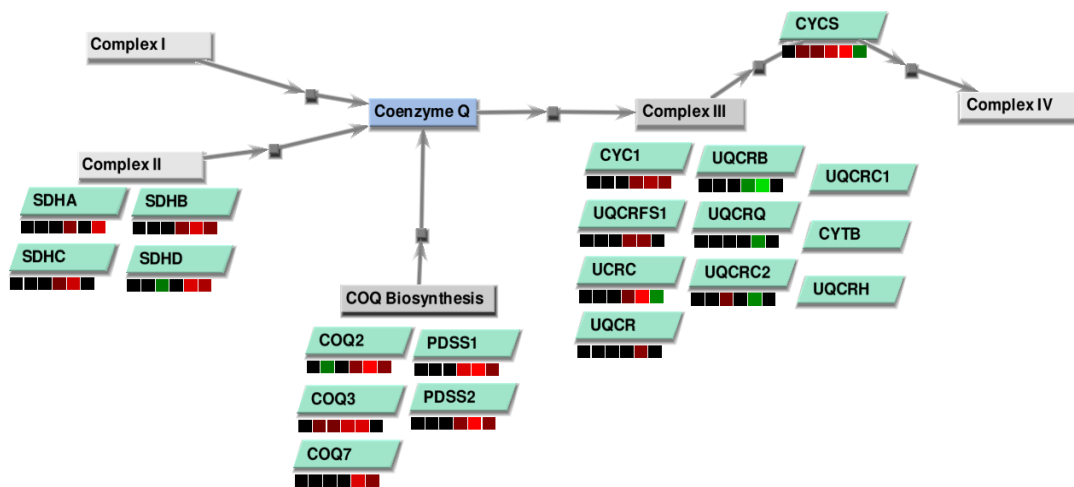 CYCS
Complex I
Coenzyme Q
Complex III
Complex IV
Complex II
CYC1
UQCRB
UQCRC1
SDHA
SDHB
UQCRFS1
UQCRQ
CYTB
SDHC
SDHD
UCRC
UQCRC2
UQCRH
COQ Biosynthesis
UQCR
COQ2
PDSS1
COQ3
PDSS2
COQ7